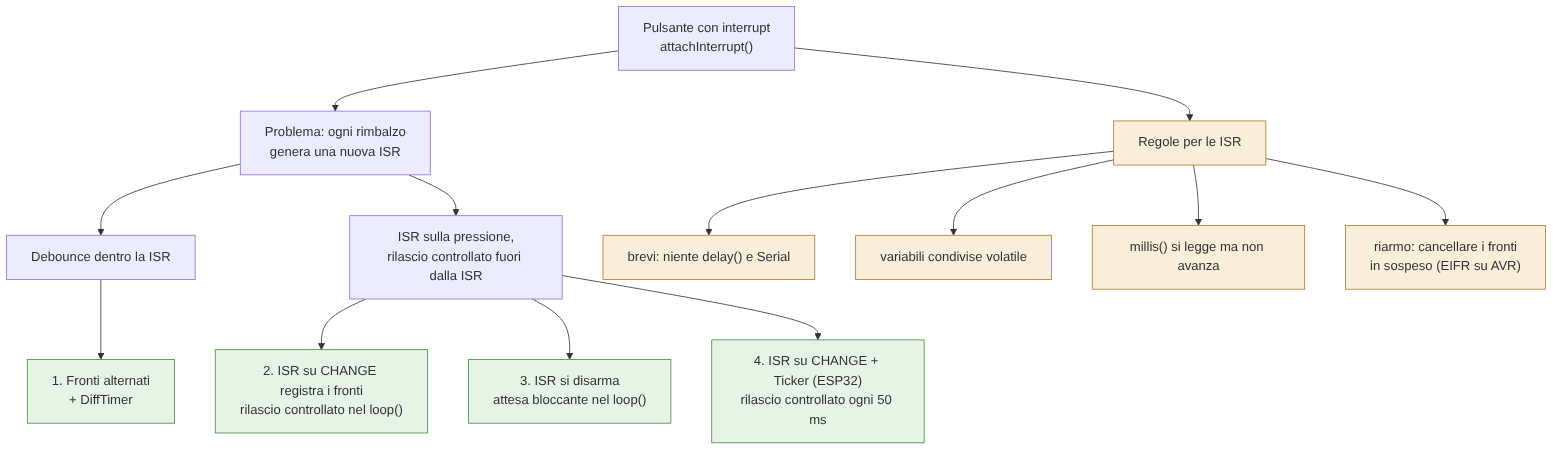 Pulsante con interrupt
attachInterrupt()
Problema: ogni rimbalzo
genera una nuova ISR
Regole per le ISR
Debounce dentro la ISR
ISR sulla pressione,
rilascio controllato fuori
dalla ISR
brevi: niente delay() e Serial
variabili condivise volatile
millis() si legge ma non
avanza
riarmo: cancellare i fronti
in sospeso (EIFR su AVR)
1. Fronti alternati
+ DiffTimer
2. ISR su CHANGE
registra i fronti
rilascio controllato nel loop()
3. ISR si disarma
attesa bloccante nel loop()
4. ISR su CHANGE +
Ticker (ESP32)
rilascio controllato ogni 50
ms